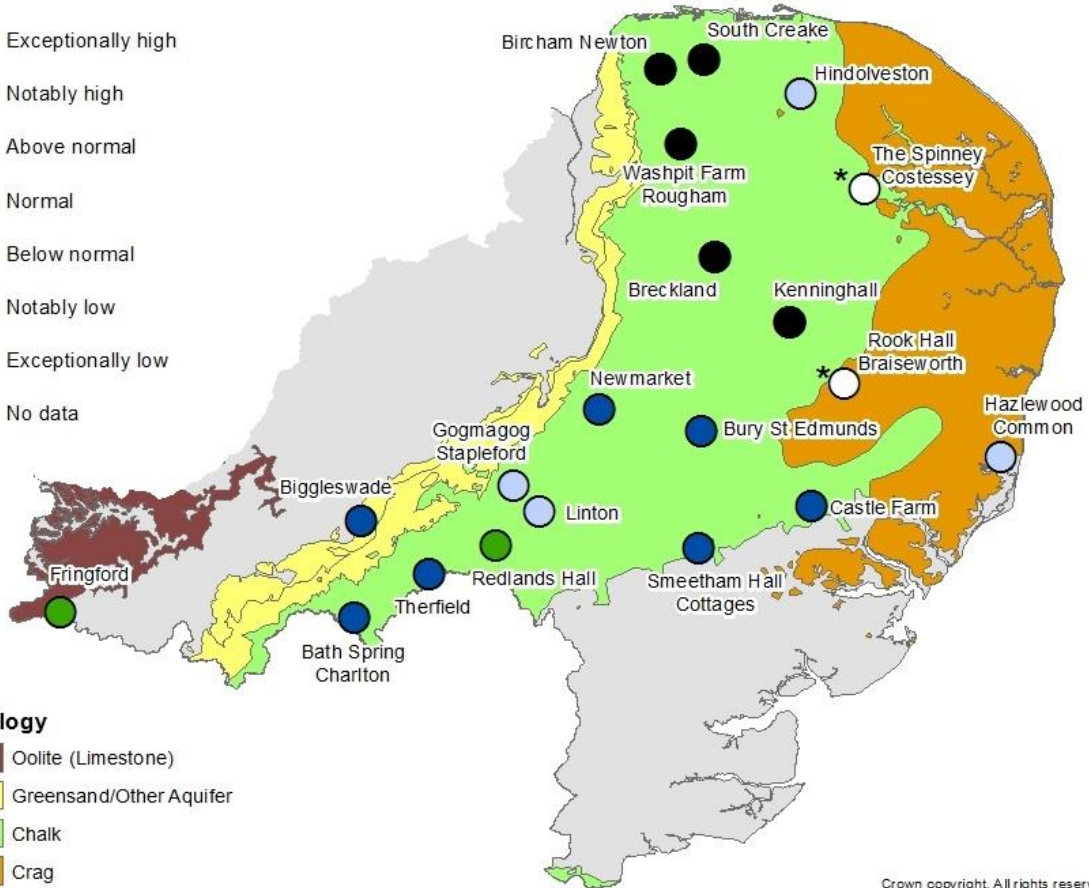 Exceptionally high
Notably high
Above normal
Normal
Below normal
Notably low
Exceptionally low
No data
Bircham Newton
South Creake
Hindolveston
The Spinney
Costessey
*
Washpit Farm
Rougham
Breckland
Kenninghall
Rook Hall
Braiseworth
*
Newmarket
Bury St Edmunds
Hazlewood
Common
Gogmagog
Stapleford
Biggleswade
Linton
Castle Farm
Fringford
Redlands Hall
Smeetham Hall
Cottages
Therfield
Bath Spring
Charlton
logy
Oolite (Limestone)
Greensand/Other Aquifer
Chalk
Crag
Crown copyright. All rights reser